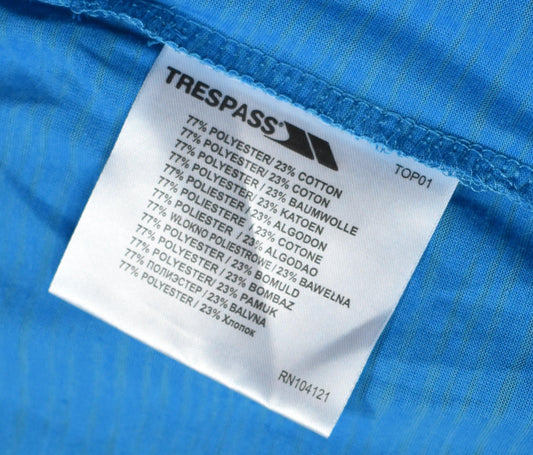 TRESPASS
77% POLYESTER/ 23% COTTON
77% POLYESTER / 23% COTON
77% POLYESTER / 23% BAUMWOLLE
77% POLYESTER / 23% KATOEN
77% POLIESTER / 23% ALGODON
77% POLIESTERE / 23% COTONE
77% POLIESTER / 23% ALGODAO
77% WLOKNO POLIESTROWE / 23% BAWEŁNA
77% POLYESTER / 23% BOMULD
77% POLYESTER / 23% BOMBAZ
77% POLYESTER / 23% PAMUK
77% ПОЛИЭСТЕР / 23% BALVNA
77% POLYESTER / 23% Хлопок
TOP01
RN104121